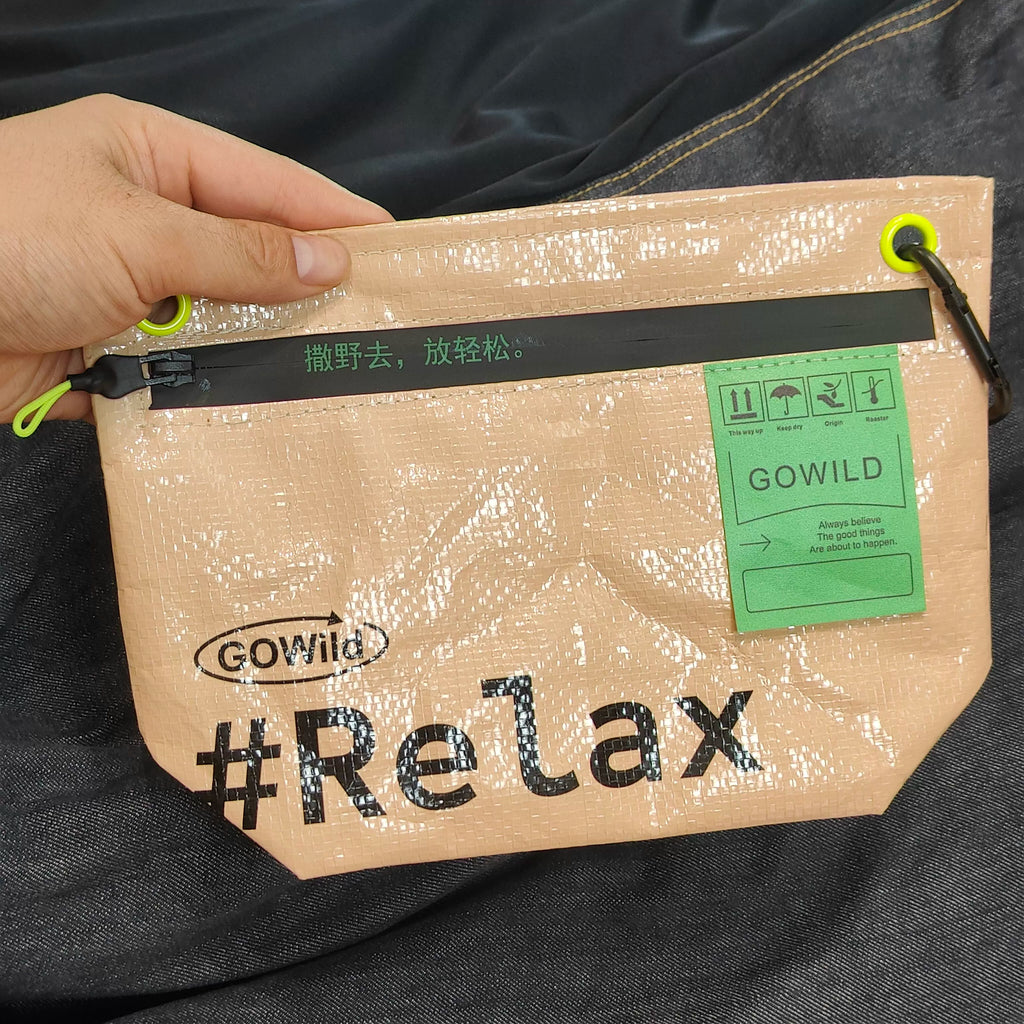 撒野去，放轻松。
This way up Keep dry Origin Roaster
GOWILD
Always believe
The good things
Are about to happen.
GOWild
#Relax